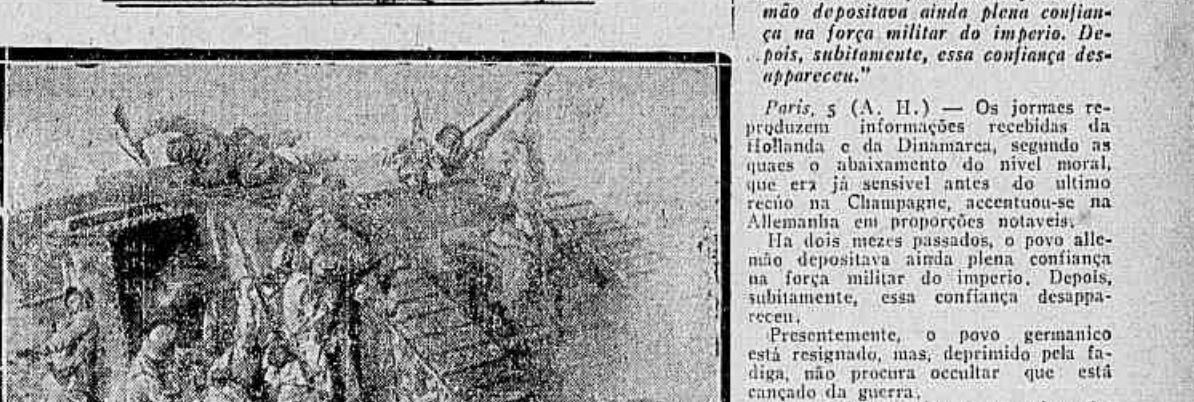 mão depositava ainda plena confian-
ça na força militar do imperio. De-
pois, subitamente, essa confiança des-
appareceu."
Paris, 5 (A. H.) — Os jornaes re-
produzem informações recebidas da
Hollanda e da Dinamarca, segundo as
quaes o abaixamento do nivel moral,
que era já sensivel antes do ultimo
recúo na Champagne, accentuou-se na
Allemanha em proporções notaveis.
Ha dois mezes passados, o povo alle-
mão depositava ainda plena confiança
na força militar do imperio. Depois,
subitamente, essa confiança desappa-
receu.
Presentemente, o povo germanico
está resignado, mas, deprimido pela fa-
diga, não procura occultar que está
cançado da guerra.